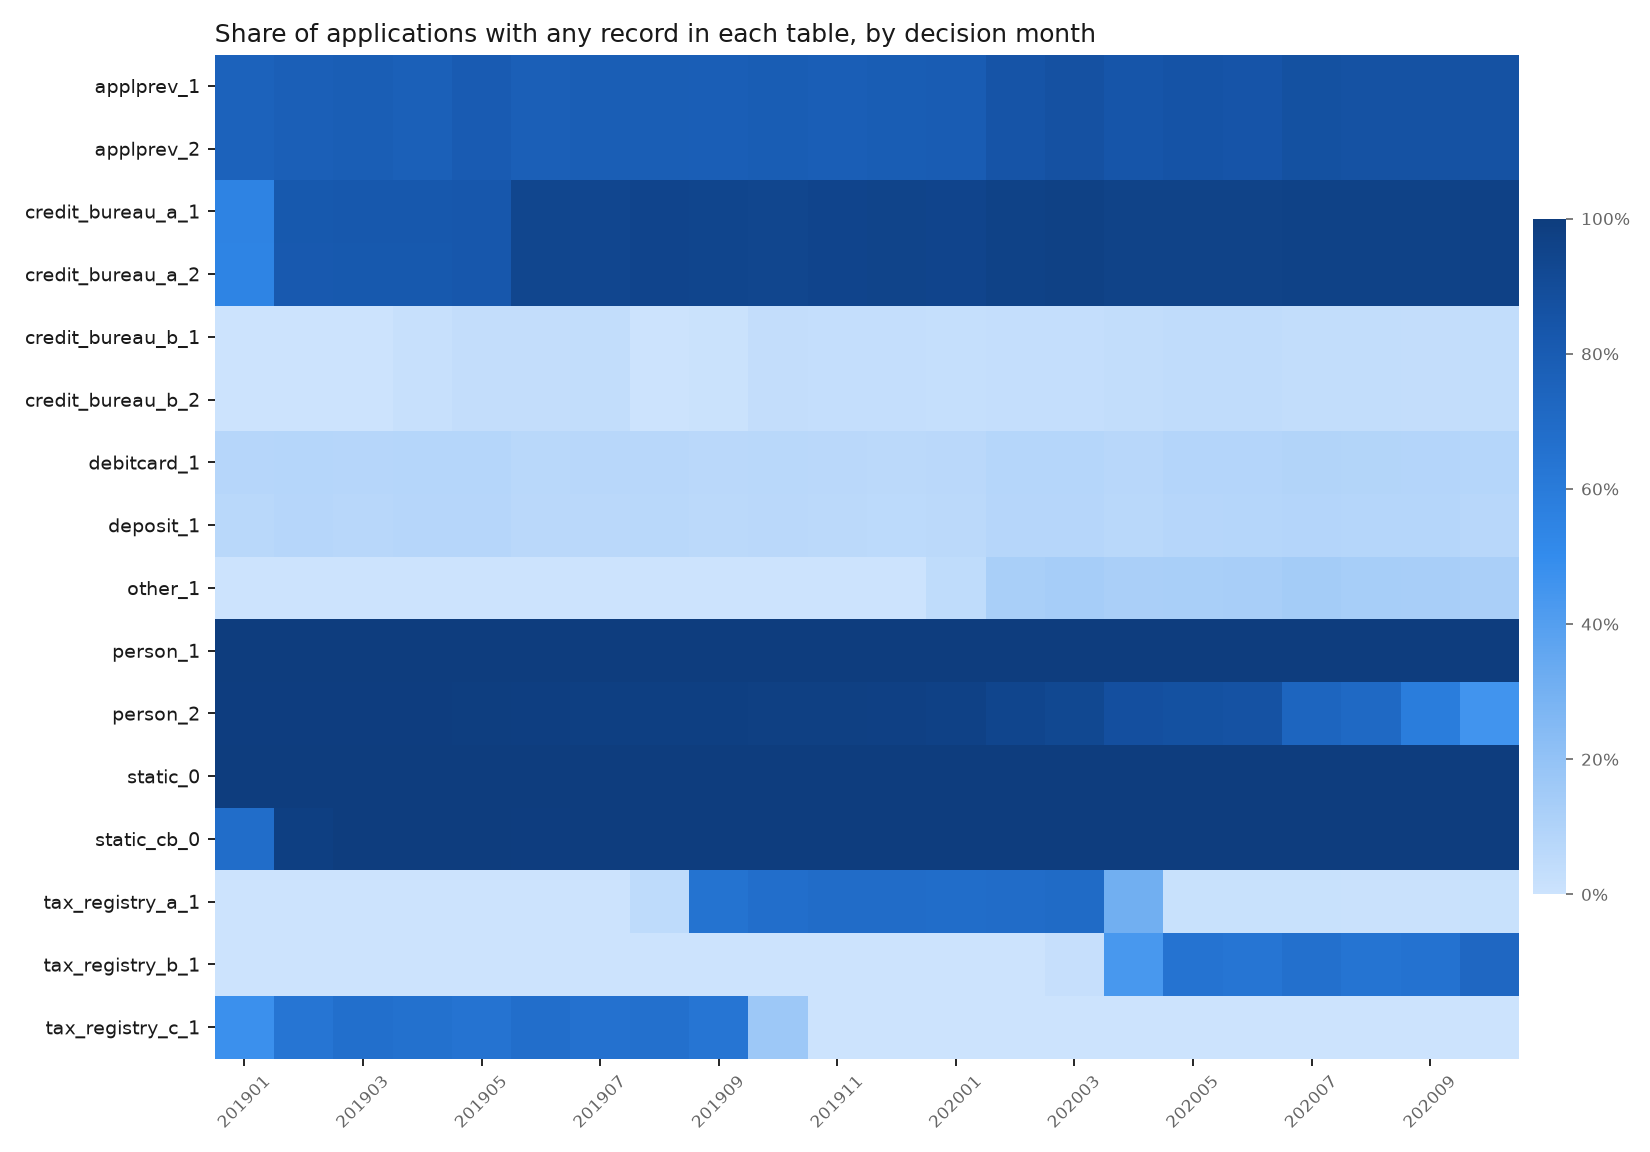 Share of applications with any record in each table, by decision month
applprev_1
applprev_2
credit_bureau_a_1
credit_bureau_a_2
credit_bureau_b_1
credit_bureau_b_2
debitcard_1
deposit_1
other_1
person_1
person_2
static_0
static_cb_0
tax_registry_a_1
tax_registry_b_1
tax_registry_c_1
201901
201903
201905
201907
201909
201911
202001
202003
202005
202007
202009
100%
80%
60%
40%
20%
0%